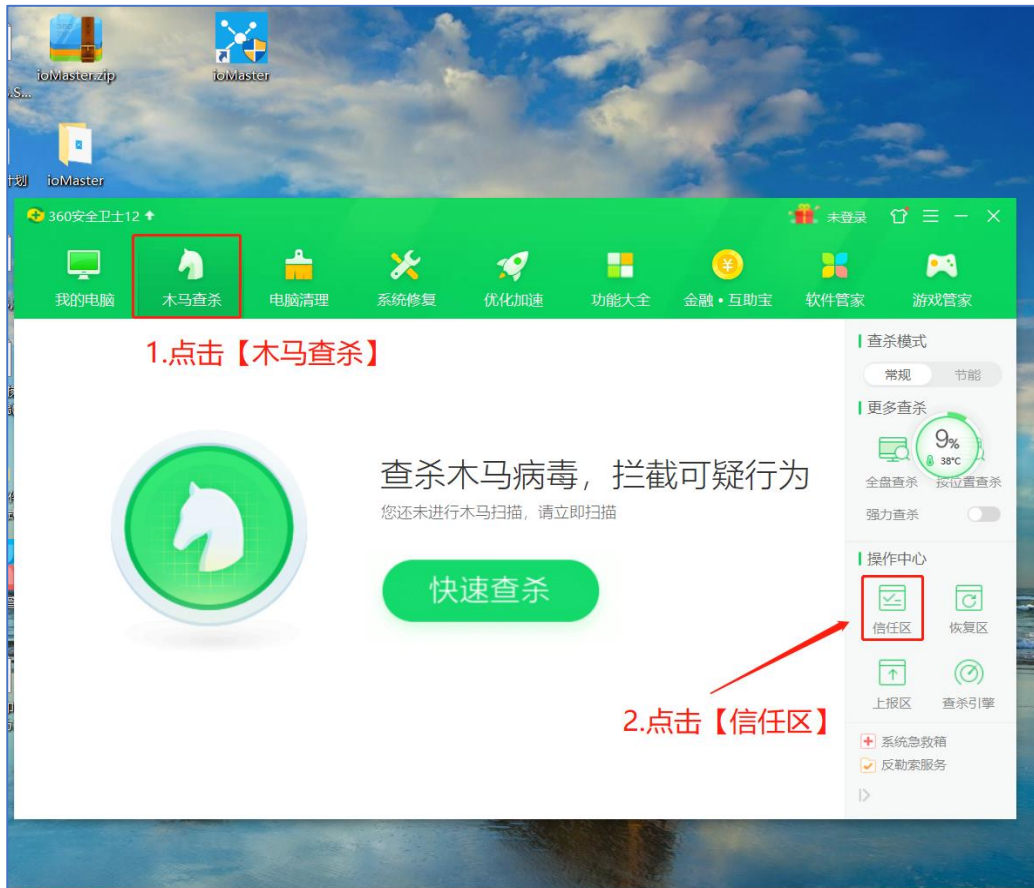 ioMaster.zip
ioMaster
.S...
ioMaster
360安全卫士12
未登录
我的电脑
木马查杀
电脑清理
系统修复
优化加速
功能大全
金融•互助宝
软件管家
游戏管家
1.点击【木马查杀】
查杀木马病毒，拦截可疑行为
您还未进行木马扫描，请立即扫描
快速查杀
查杀模式
常规
节能
更多查杀
9%
38°C
全盘查杀
按位置查杀
强力查杀
操作中心
信任区
恢复区
2.点击【信任区】
上报区
查杀引擎
系统急救箱
反勒索服务